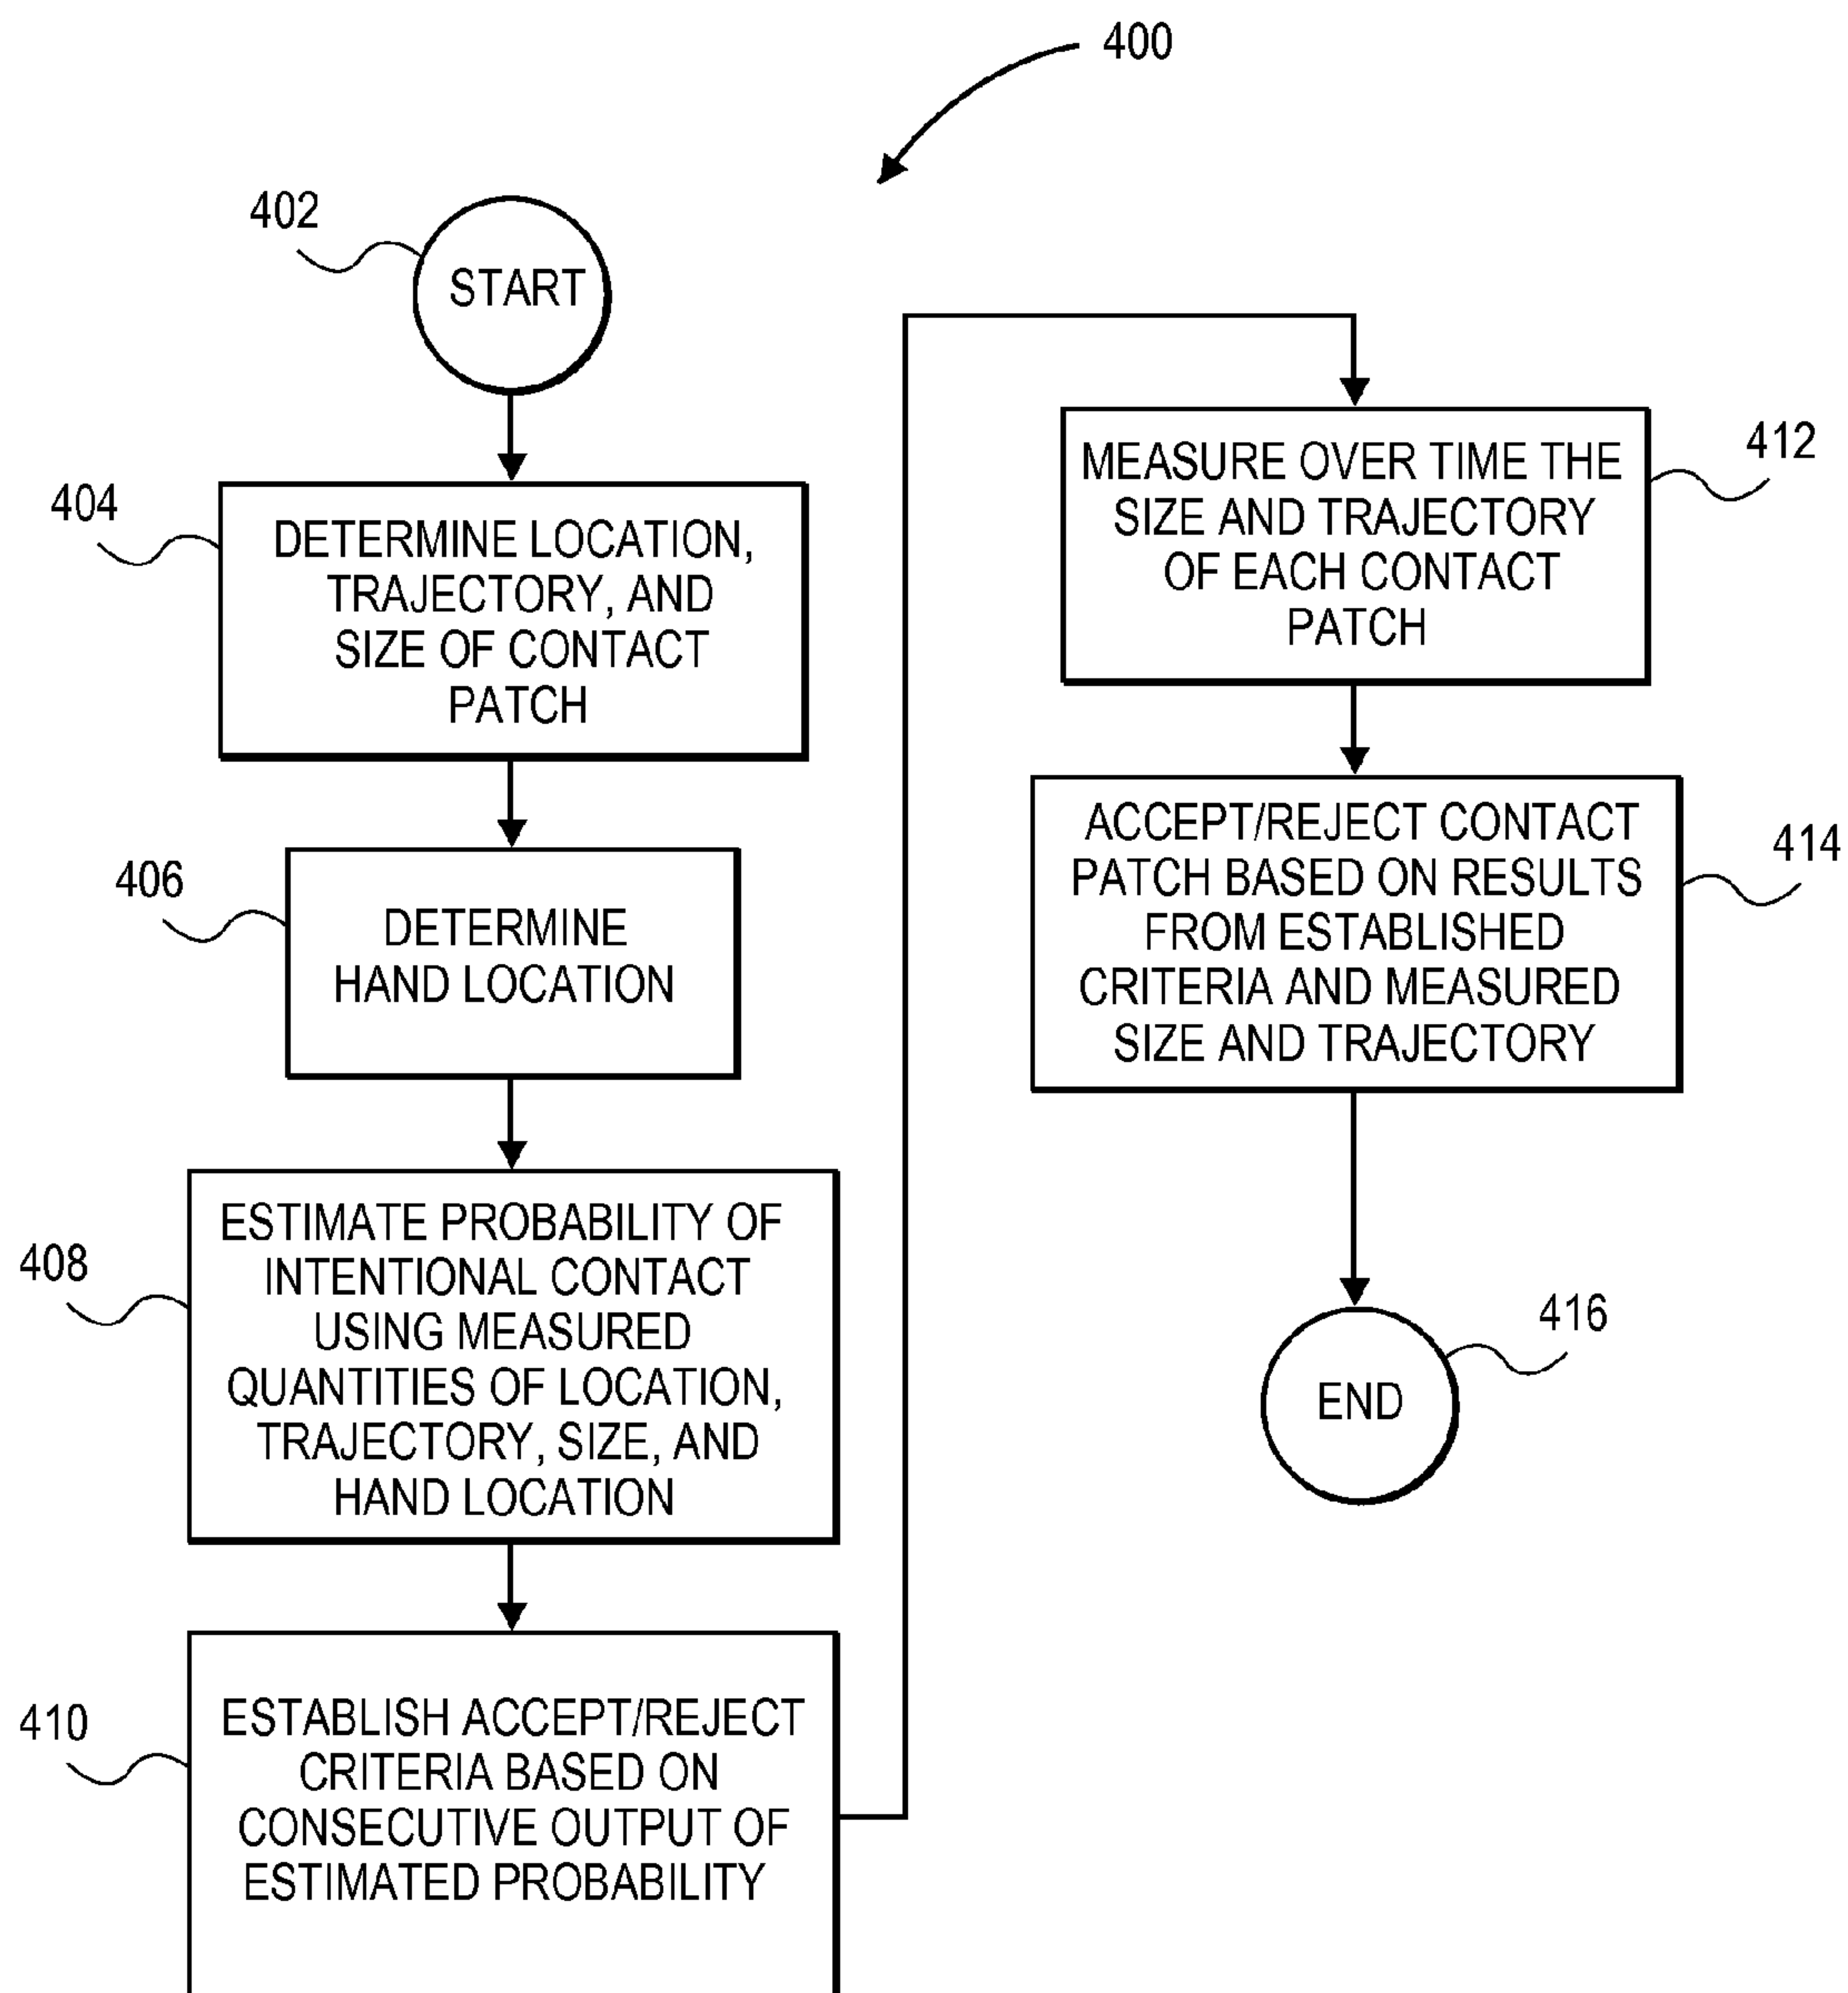 400
402
START
404
DETERMINE LOCATION,
TRAJECTORY, AND
SIZE OF CONTACT
PATCH
406
DETERMINE
HAND LOCATION
408
ESTIMATE PROBABILITY OF
INTENTIONAL CONTACT
USING MEASURED
QUANTITIES OF LOCATION,
TRAJECTORY, SIZE, AND
HAND LOCATION
410
ESTABLISH ACCEPT/REJECT
CRITERIA BASED ON
CONSECUTIVE OUTPUT OF
ESTIMATED PROBABILITY
412
MEASURE OVER TIME THE
SIZE AND TRAJECTORY
OF EACH CONTACT
PATCH
414
ACCEPT/REJECT CONTACT
PATCH BASED ON RESULTS
FROM ESTABLISHED
CRITERIA AND MEASURED
SIZE AND TRAJECTORY
416
END